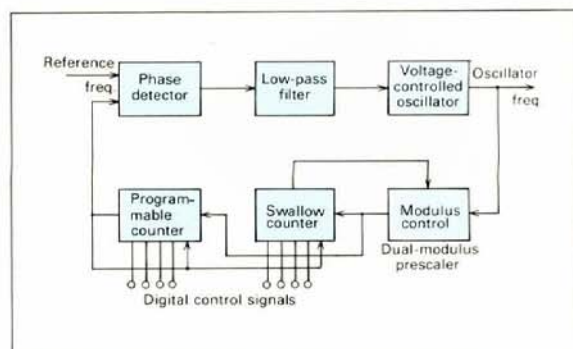 Reference
freq
Phase
detector
Low-pass
filter
Voltage-
controlled
oscillator
Oscillator
freq
Program-
mable
counter
Swallow
counter
Modulus
control
Dual-modulus
prescaler
Digital control signals